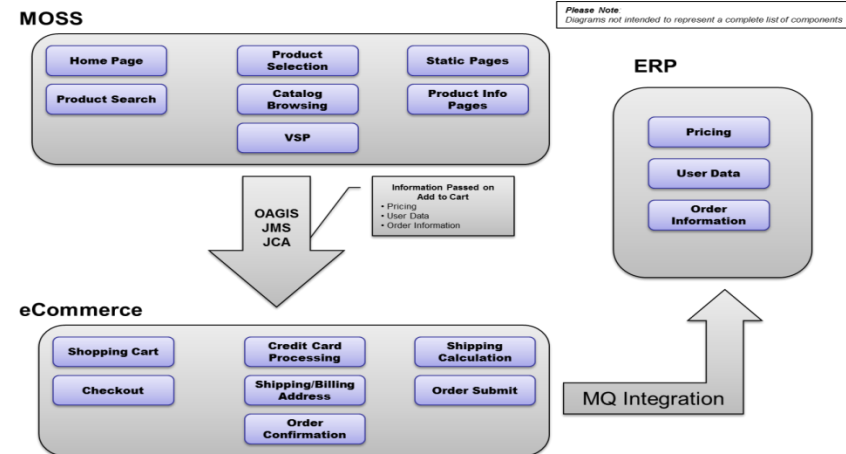 MOSS
Please Note:
Diagrams not intended to represent a complete list of components
Home Page
Product
Selection
Static Pages
Product Search
Catalog
Browsing
Product Info
Pages
VSP
ERP
Pricing
User Data
Order
Information
OAGIS
JMS
JCA
Information Passed on
Add to Cart
• Pricing
• User Data
• Order Information
eCommerce
Shopping Cart
Credit Card
Processing
Shipping
Calculation
Checkout
Shipping/Billing
Address
Order Submit
Order
Confirmation
MQ Integration